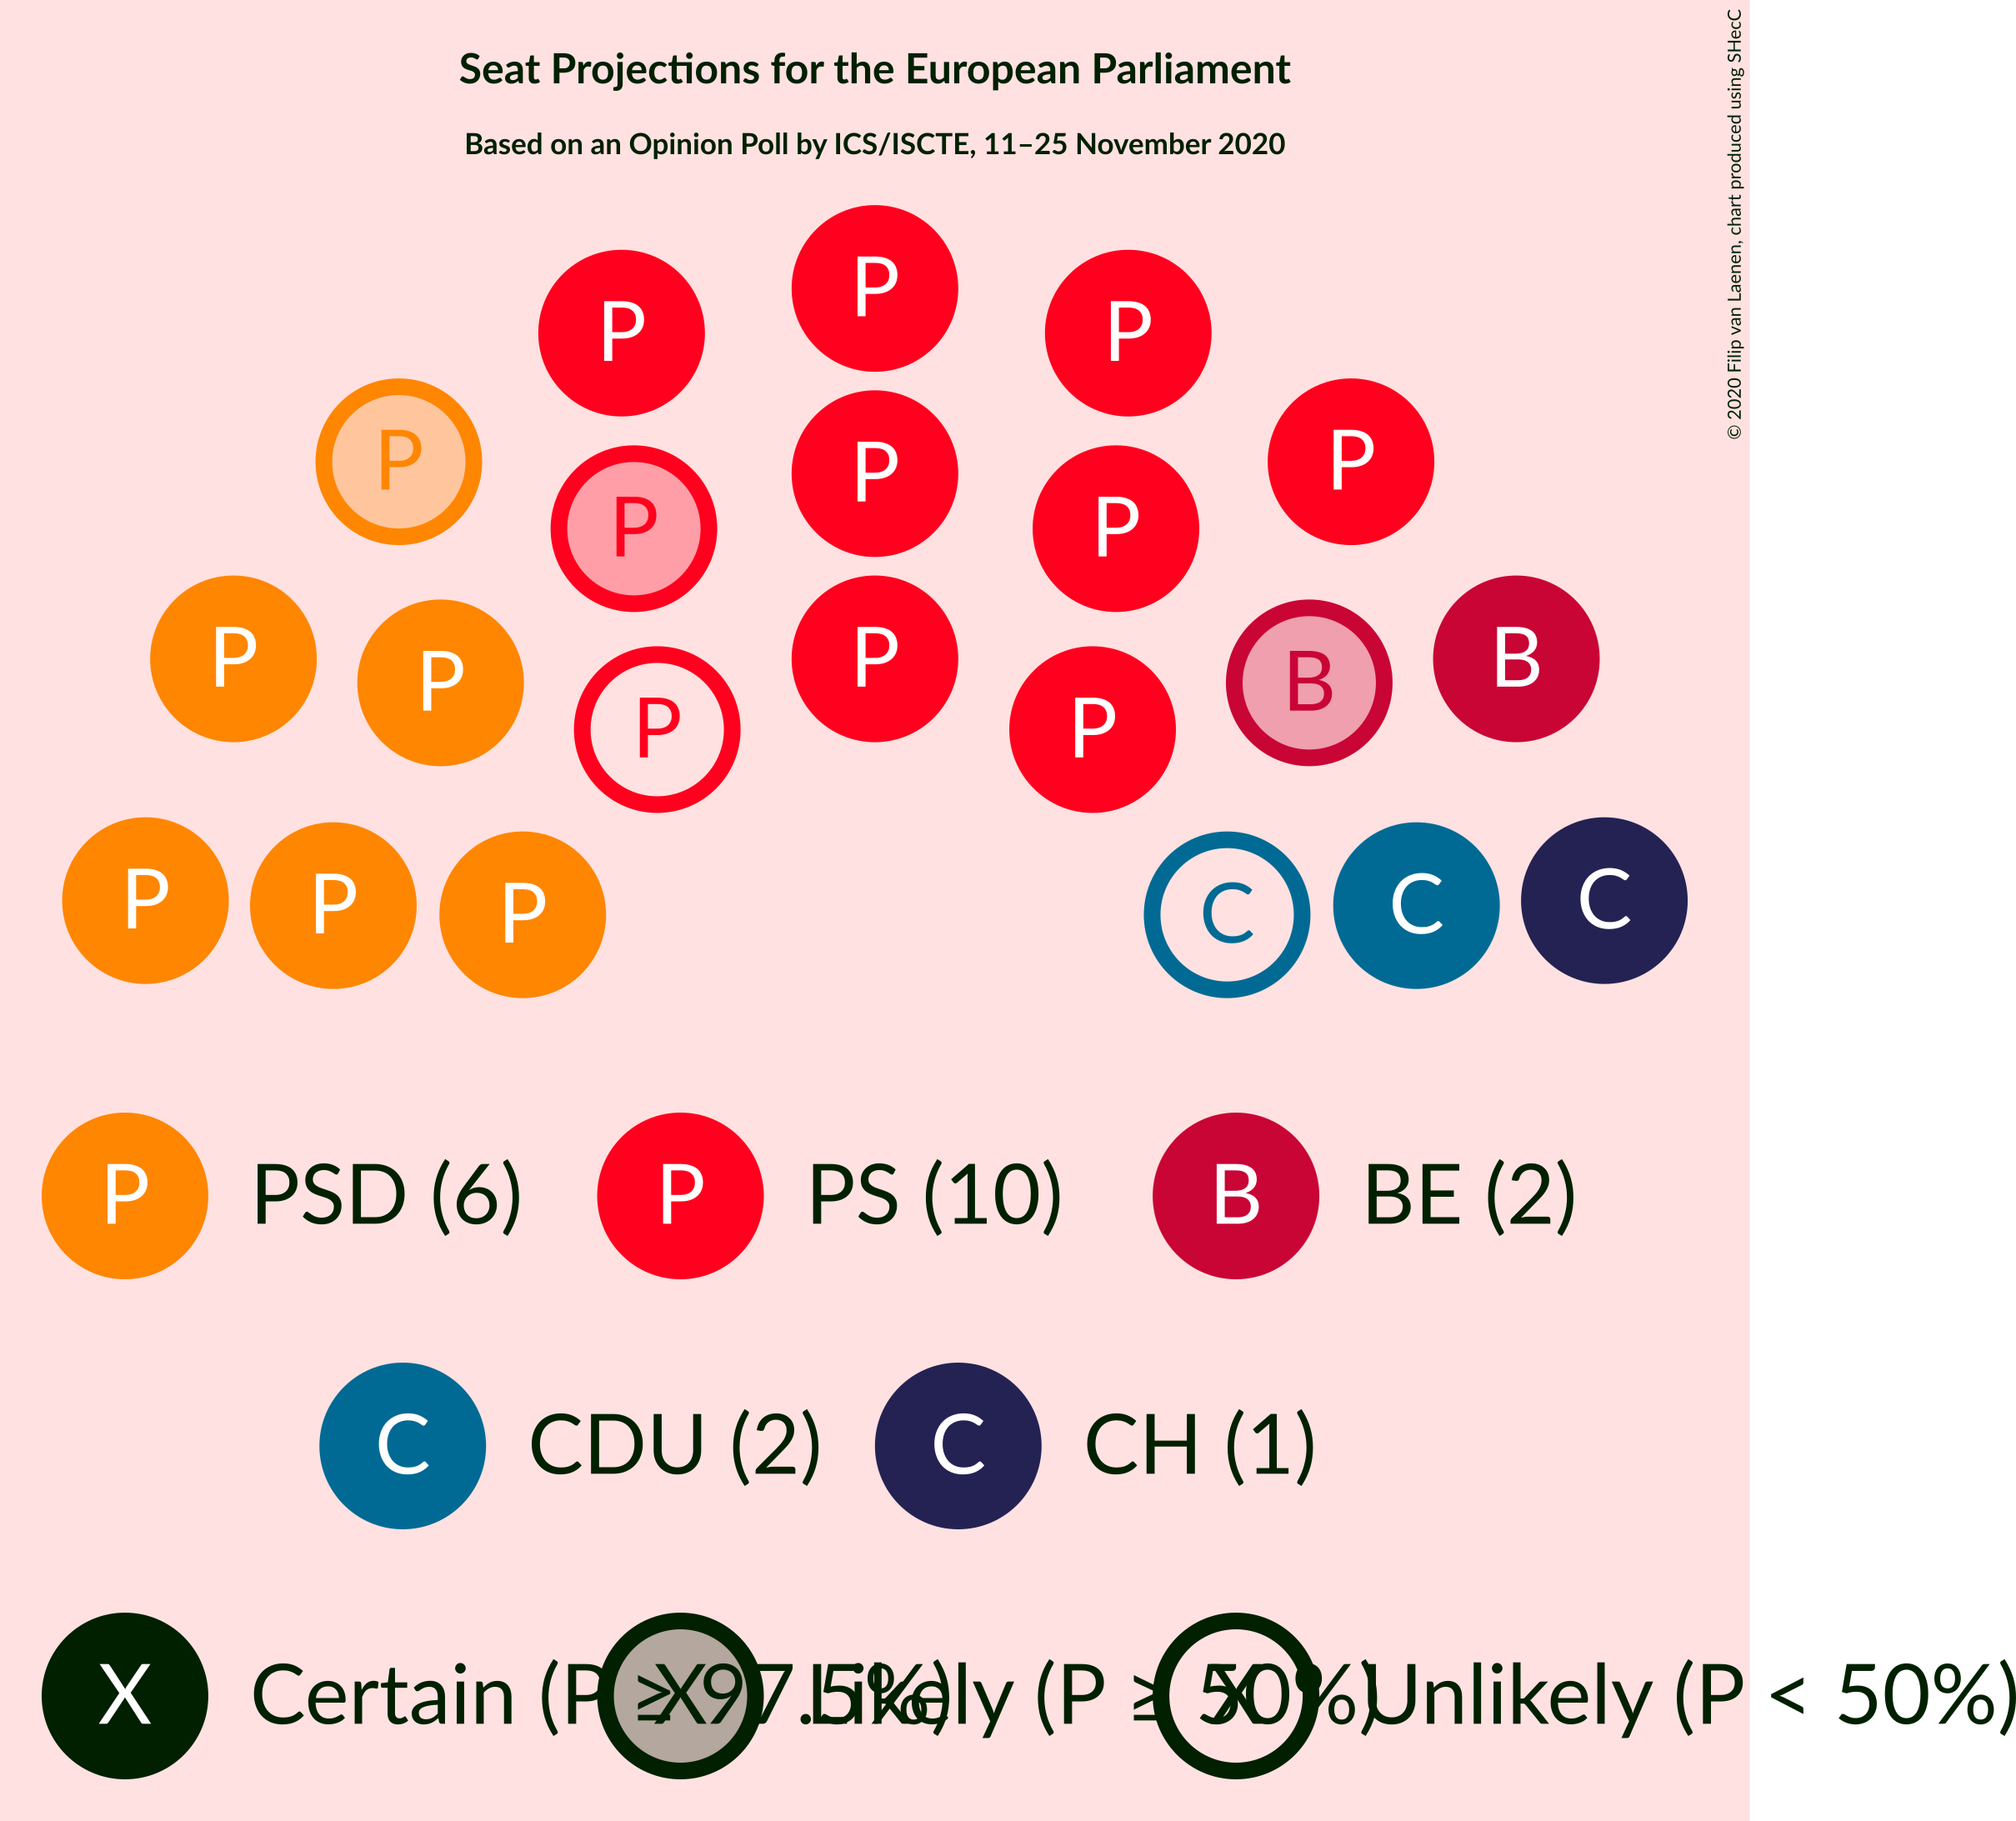 Seat Projections for the European Parliament
Based on an Opinion Poll by ICS/ISCTE, 11–25 November 2020
© 2020 Filip van Laenen, chart produced using SHecC
P
P P
P P
P
P P
P
P P
P B
P P
P B
P P
P C
P C
C
P PSD (6) P PS (10) B BE (2)
C CDU (2) C CH (1)
X Certain (P ≥ 97.5%) X Likely (P ≥ 50%) X Unlikely (P < 50%)